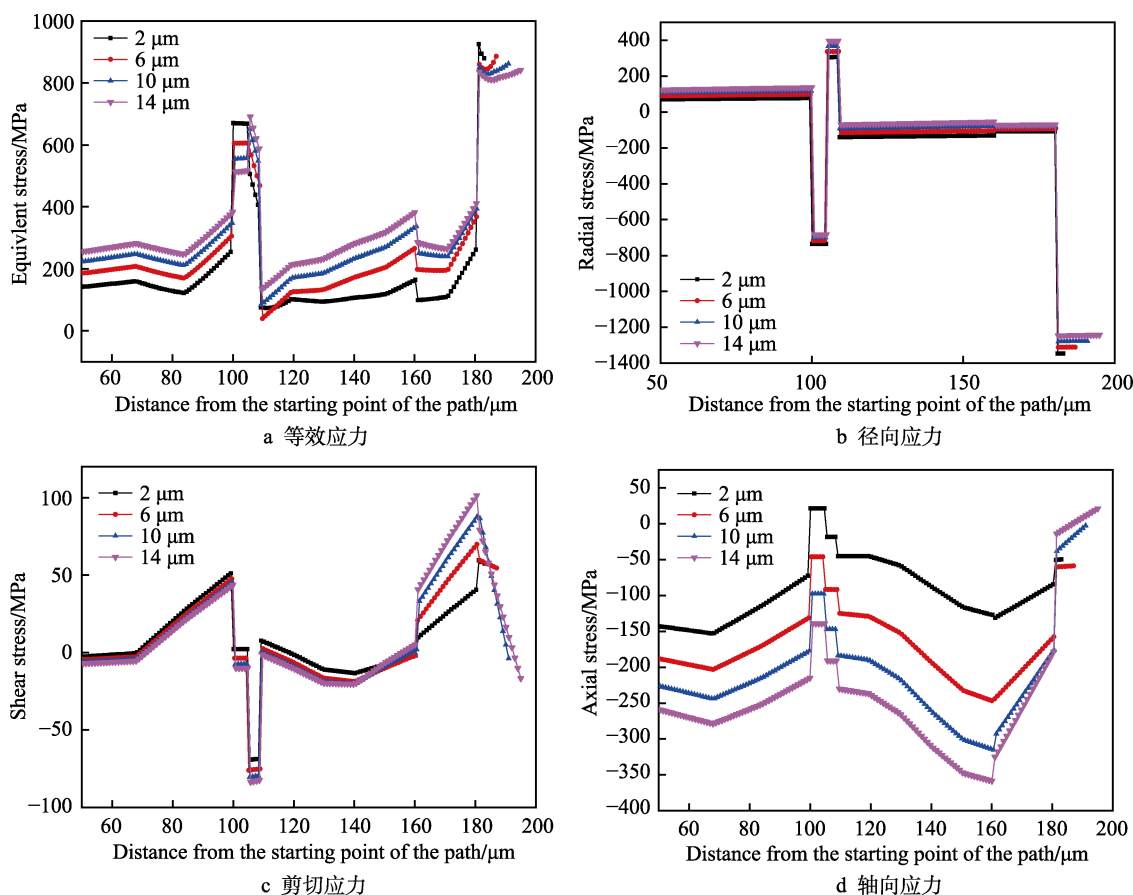 1000
800
600
400
200
0
Equivlent stress/MPa
2 μm
6 μm
10 μm
14 μm
60 80 100 120 140 160 180 200
Distance from the starting point of the path/μm
a 等效应力
400
200
0
−200
−400
−600
−800
−1000
−1200
−1400
Radial stress/MPa
2 μm
6 μm
10 μm
14 μm
50 100 150 200
Distance from the starting point of the path/μm
b 径向应力
100
50
0
−50
−100
Shear stress/MPa
2 μm
6 μm
10 μm
14 μm
60 80 100 120 140 160 180 200
Distance from the starting point of the path/μm
c 剪切应力
50
0
−50
−100
−150
−200
−250
−300
−350
−400
Axial stress/MPa
2 μm
6 μm
10 μm
14 μm
60 80 100 120 140 160 180 200
Distance from the starting point of the path/μm
d 轴向应力